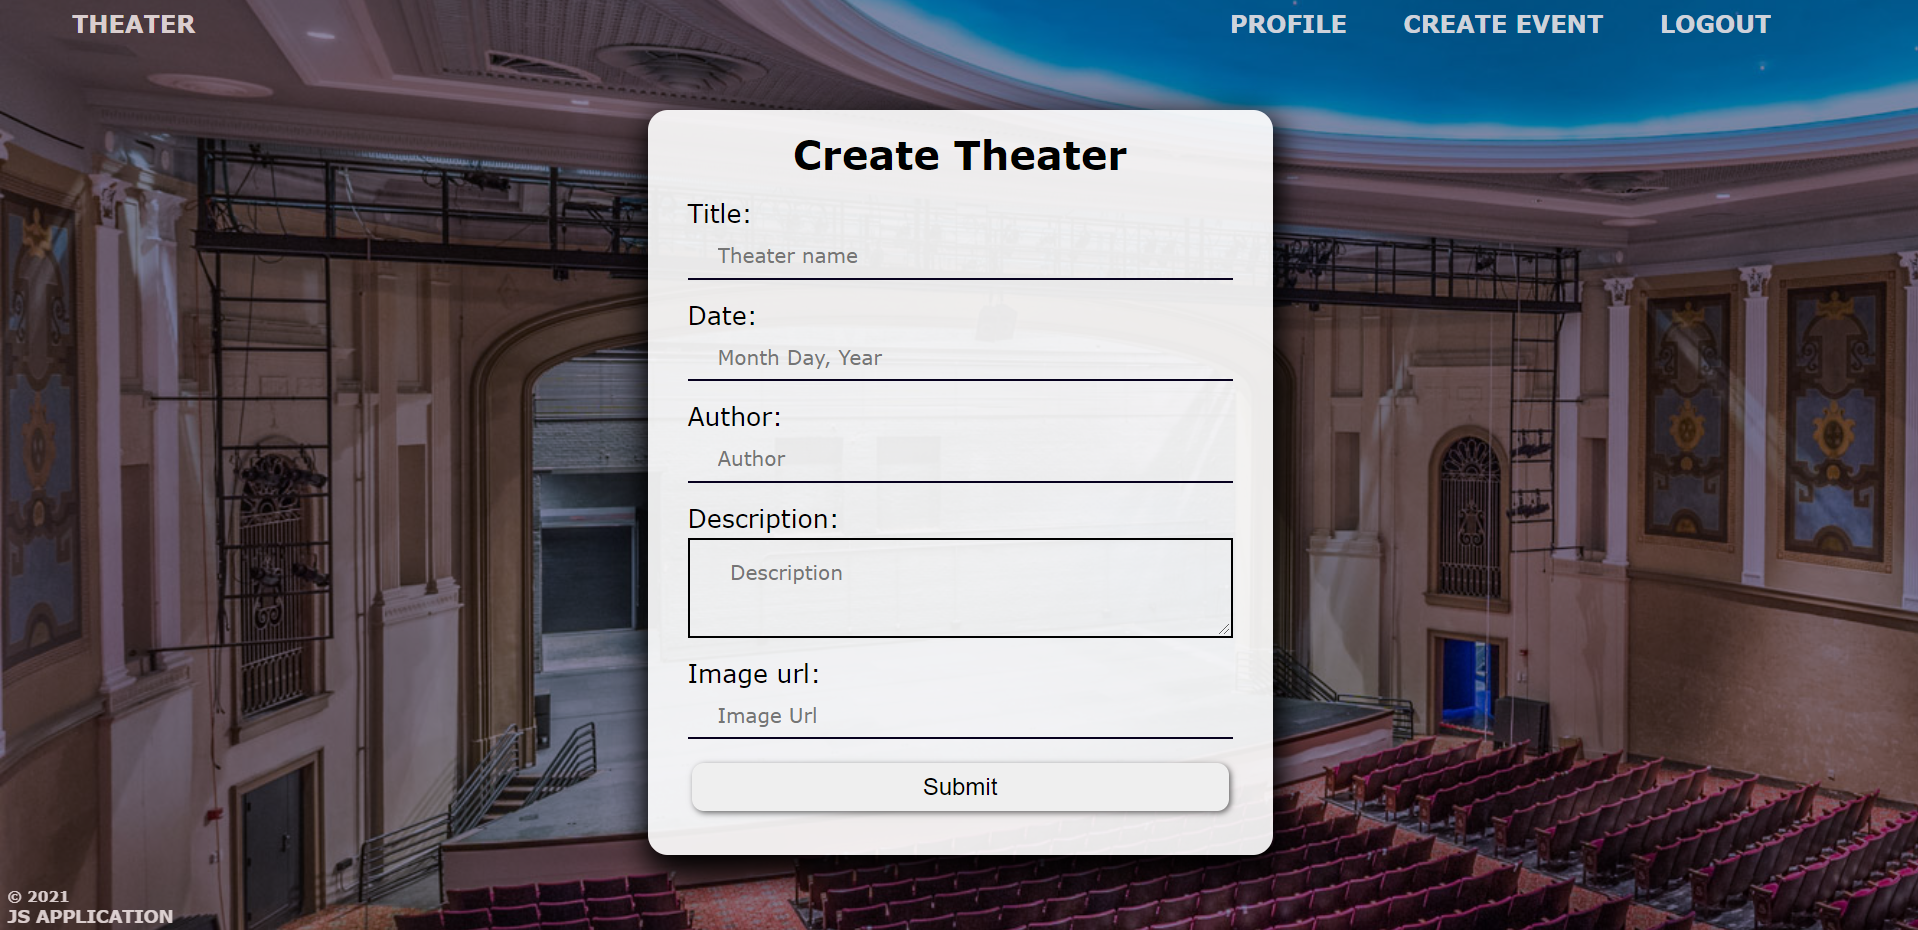 THEATER
PROFILE
CREATE EVENT
LOGOUT
Create Theater
Title:
Theater name
Date:
Month Day, Year
Author:
Author
Description:
Description
Image url:
Image Url
Submit
© 2021
JS APPLICATION